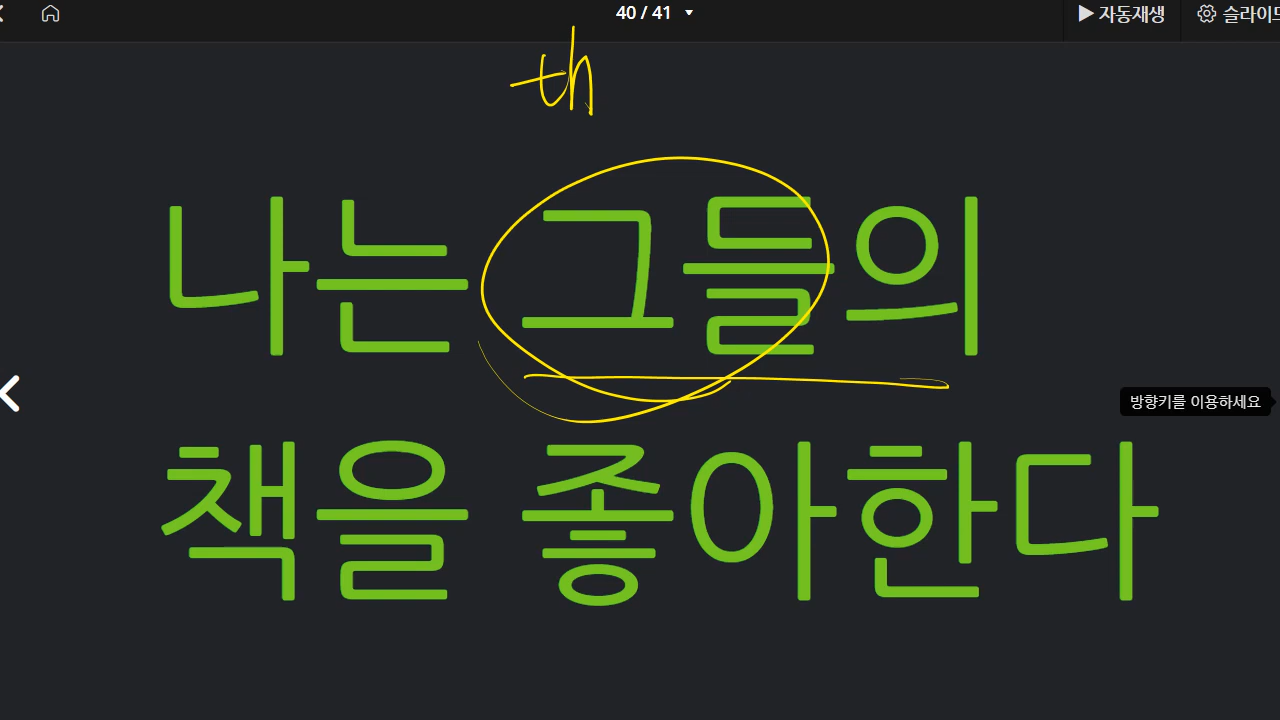 40 / 41
자동재생
슬라이드
th
나는 그들의
책을 좋아한다
방향키를 이용하세요